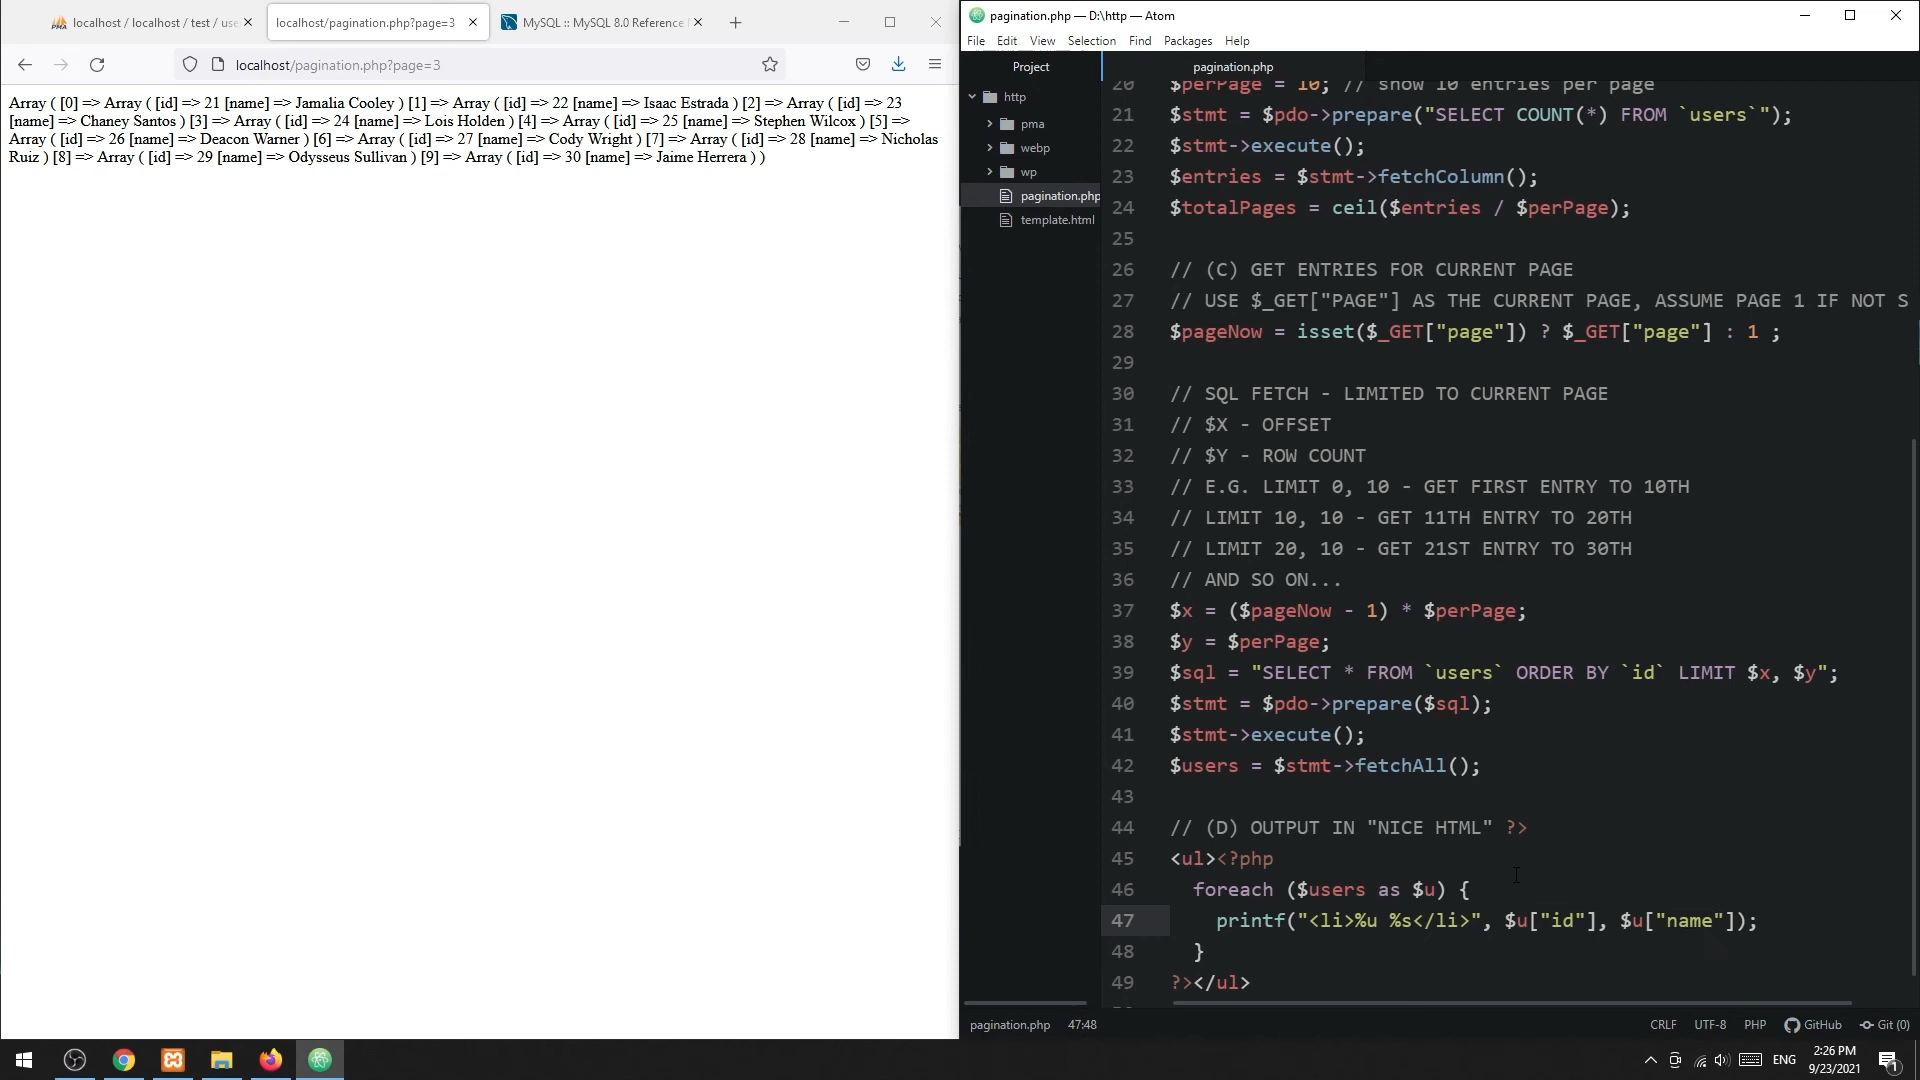 localhost / localhost / test / use
localhost/pagination.php?page=3
MySQL :: MySQL 8.0 Reference
localhost/pagination.php?page=3
Array ( [0] => Array ( [id] => 21 [name] => Jamalia Cooley ) [1] => Array ( [id] => 22 [name] => Isaac Estrada ) [2] => Array ( [id] => 23
[name] => Chaney Santos ) [3] => Array ( [id] => 24 [name] => Lois Holden ) [4] => Array ( [id] => 25 [name] => Stephen Wilcox ) [5] =>
Array ( [id] => 26 [name] => Deacon Warner ) [6] => Array ( [id] => 27 [name] => Cody Wright ) [7] => Array ( [id] => 28 [name] => Nicholas
Ruiz ) [8] => Array ( [id] => 29 [name] => Odysseus Sullivan ) [9] => Array ( [id] => 30 [name] => Jaime Herrera ) )
pagination.php — D:\http — Atom
File Edit View Selection Find Packages Help
Project
http
pma
webp
wp
pagination.php
template.html
pagination.php
20 $perPage = 10; // show 10 entries per page
21 $stmt = $pdo->prepare("SELECT COUNT(*) FROM `users`");
22 $stmt->execute();
23 $entries = $stmt->fetchColumn();
24 $totalPages = ceil($entries / $perPage);
25
26 // (C) GET ENTRIES FOR CURRENT PAGE
27 // USE $_GET["PAGE"] AS THE CURRENT PAGE, ASSUME PAGE 1 IF NOT S
28 $pageNow = isset($_GET["page"]) ? $_GET["page"] : 1 ;
29
30 // SQL FETCH - LIMITED TO CURRENT PAGE
31 // $X - OFFSET
32 // $Y - ROW COUNT
33 // E.G. LIMIT 0, 10 - GET FIRST ENTRY TO 10TH
34 // LIMIT 10, 10 - GET 11TH ENTRY TO 20TH
35 // LIMIT 20, 10 - GET 21ST ENTRY TO 30TH
36 // AND SO ON...
37 $x = ($pageNow - 1) * $perPage;
38 $y = $perPage;
39 $sql = "SELECT * FROM `users` ORDER BY `id` LIMIT $x, $y";
40 $stmt = $pdo->prepare($sql);
41 $stmt->execute();
42 $users = $stmt->fetchAll();
43
44 // (D) OUTPUT IN "NICE HTML" ?>
45 <ul><?php
46 foreach ($users as $u) {
47 printf("<li>%u %s</li>", $u["id"], $u["name"]);
48 }
49 ?></ul>
pagination.php 47:48
CRLF UTF-8 PHP GitHub Git (0)
ENG
2:26 PM
9/23/2021
1